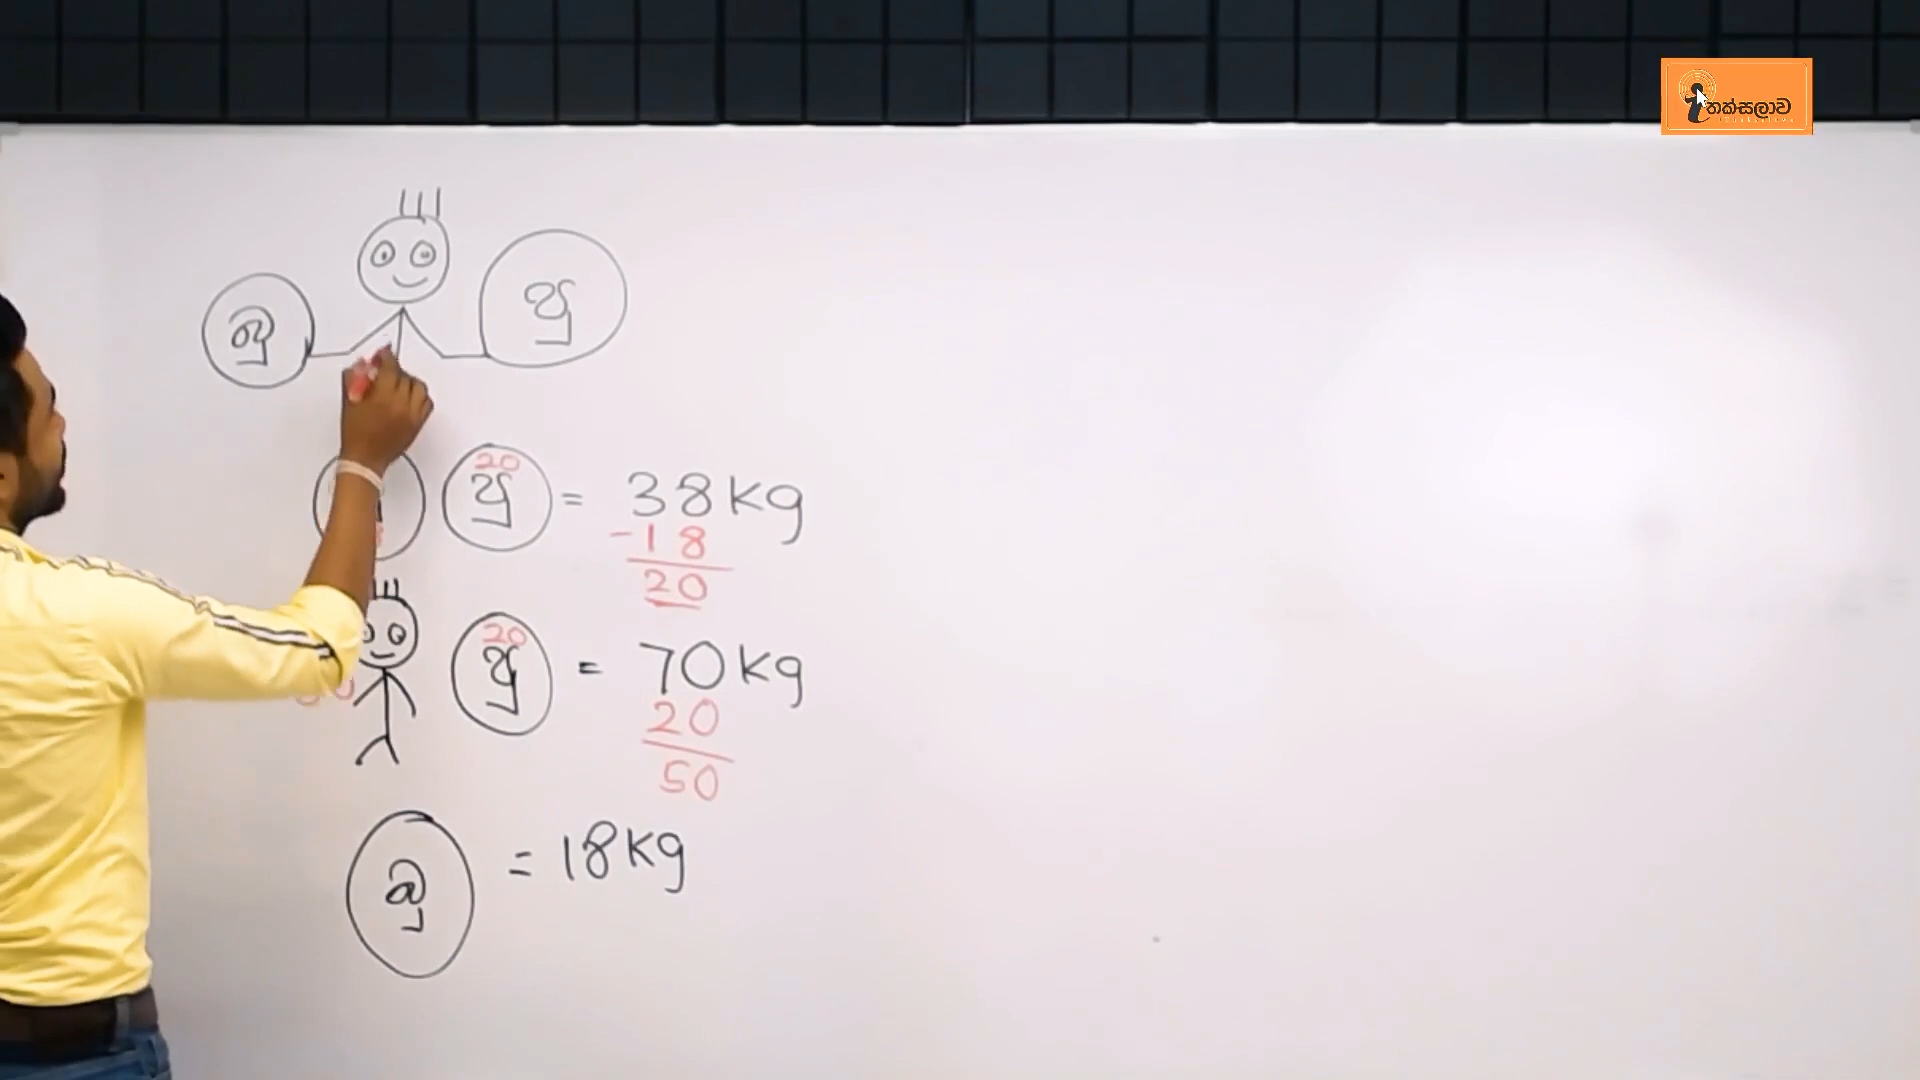 තක්සලාව
බු පු
20
පු = 38kg
-18
20
20
පු = 70kg
20
50
බු = 18kg